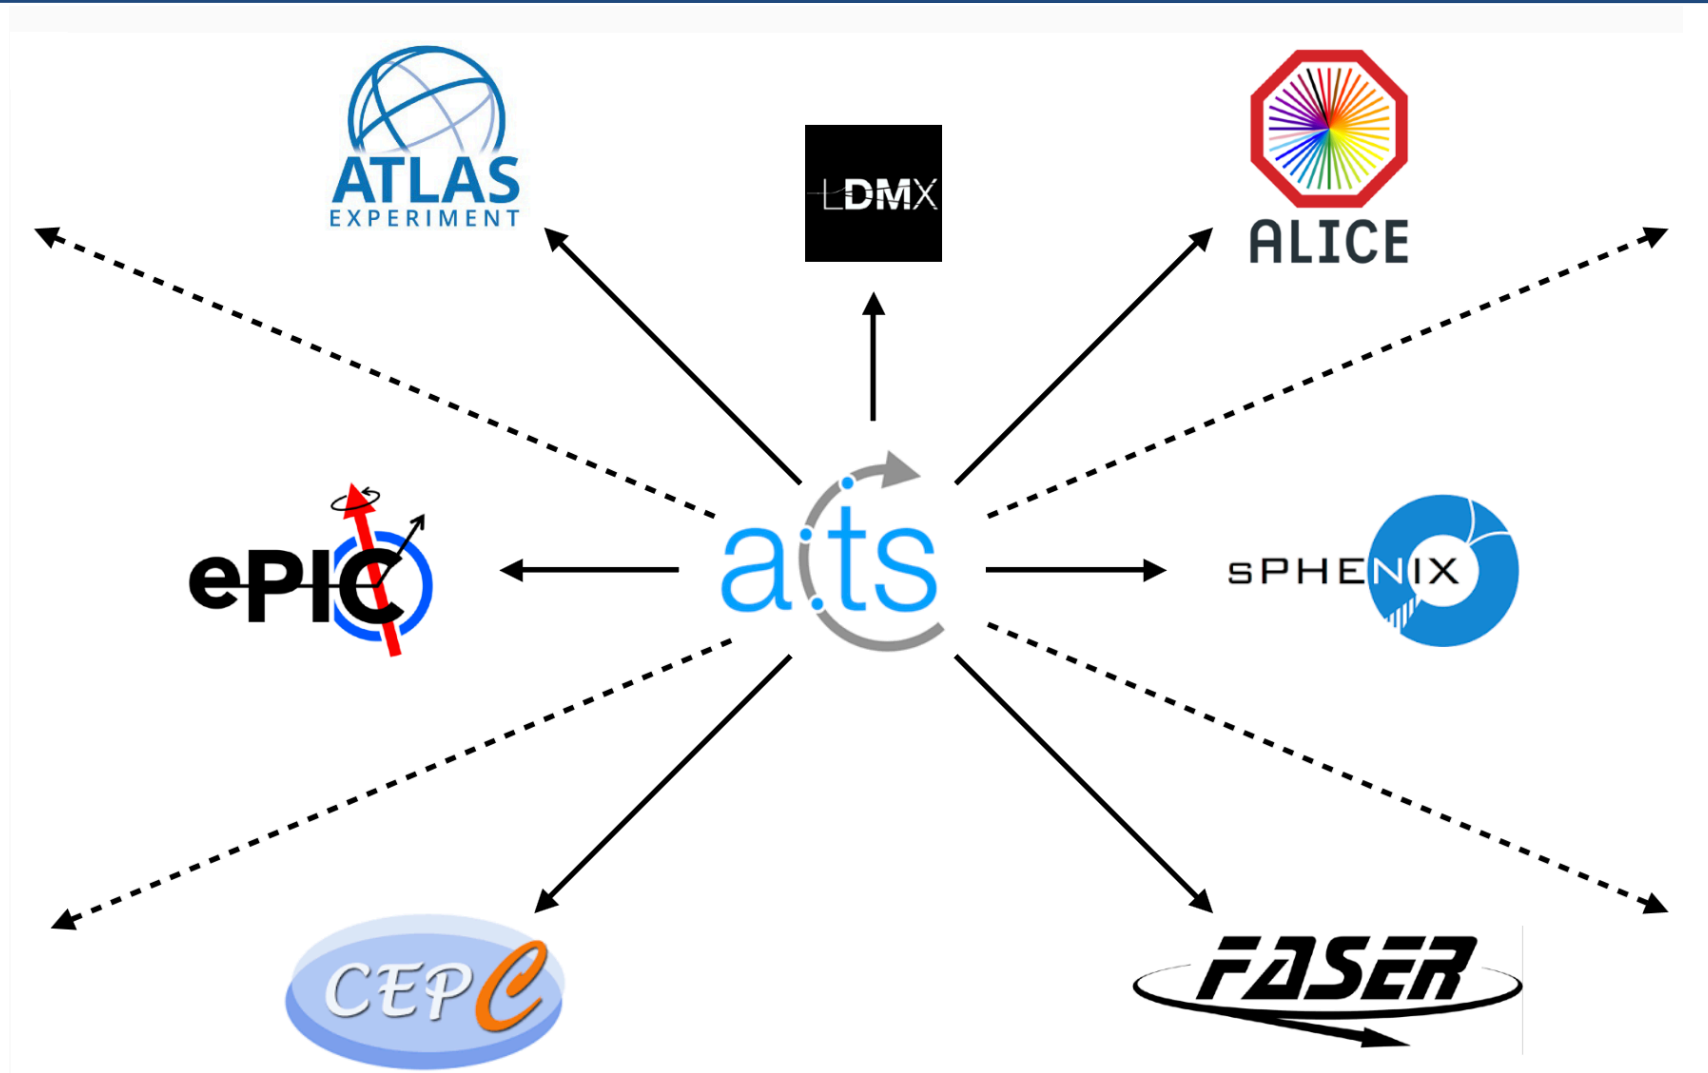 ATLAS
EXPERIMENT
LDMX
ALICE
ePIC
acts
sPHENIX
CEPC
FASER